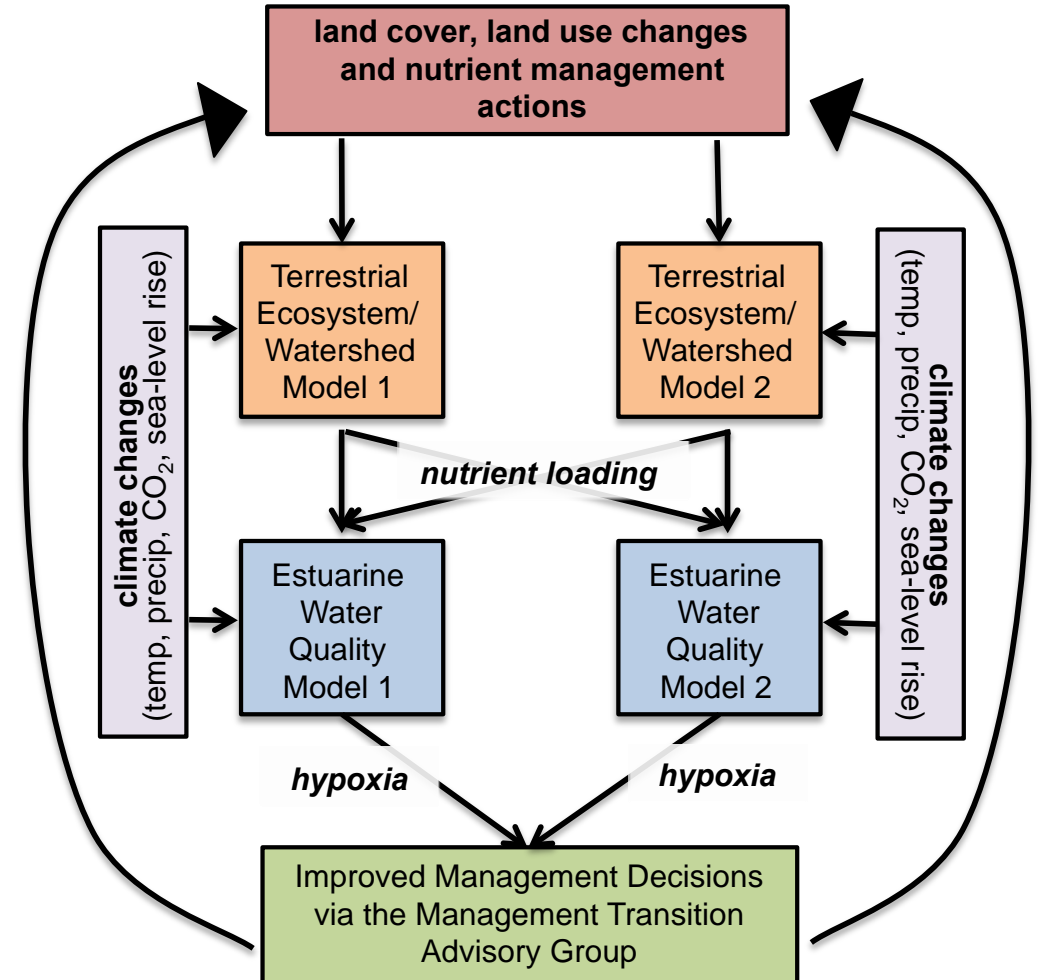 land cover, land use changes
and nutrient management
actions
climate changes
(temp, precip, CO₂, sea-level rise)
Terrestrial
Ecosystem/
Watershed
Model 1
Terrestrial
Ecosystem/
Watershed
Model 2
climate changes
(temp, precip, CO₂, sea-level rise)
nutrient loading
Estuarine
Water
Quality
Model 1
Estuarine
Water
Quality
Model 2
hypoxia
hypoxia
Improved Management Decisions
via the Management Transition
Advisory Group